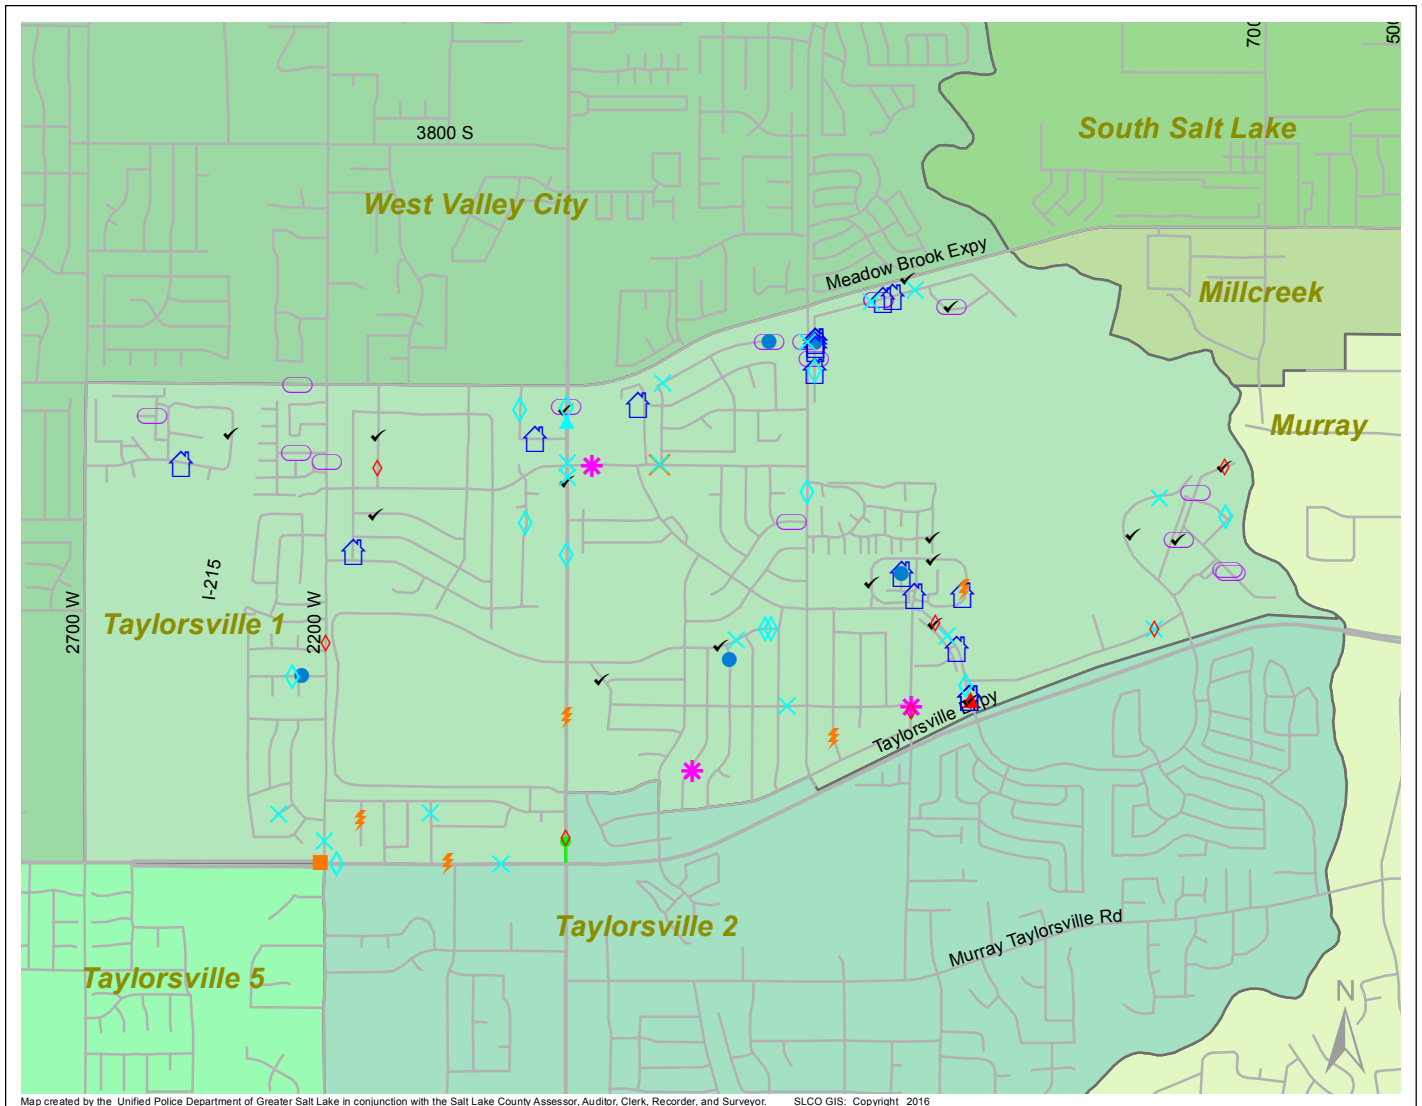 700
500
South Salt Lake
3800 S
West Valley City
Meadow Brook Expy
Millcreek
Murray
I-215
2700 W
2200 W
Taylorsville 1
Taylorsville Expy
Taylorsville 2
Murray Taylorsville Rd
Taylorsville 5
N
Map created by the Unified Police Department of Greater Salt Lake in conjunction with the Salt Lake County Assessor, Auditor, Clerk, Recorder, and Surveyor. SLCO GIS: Copyright 2016